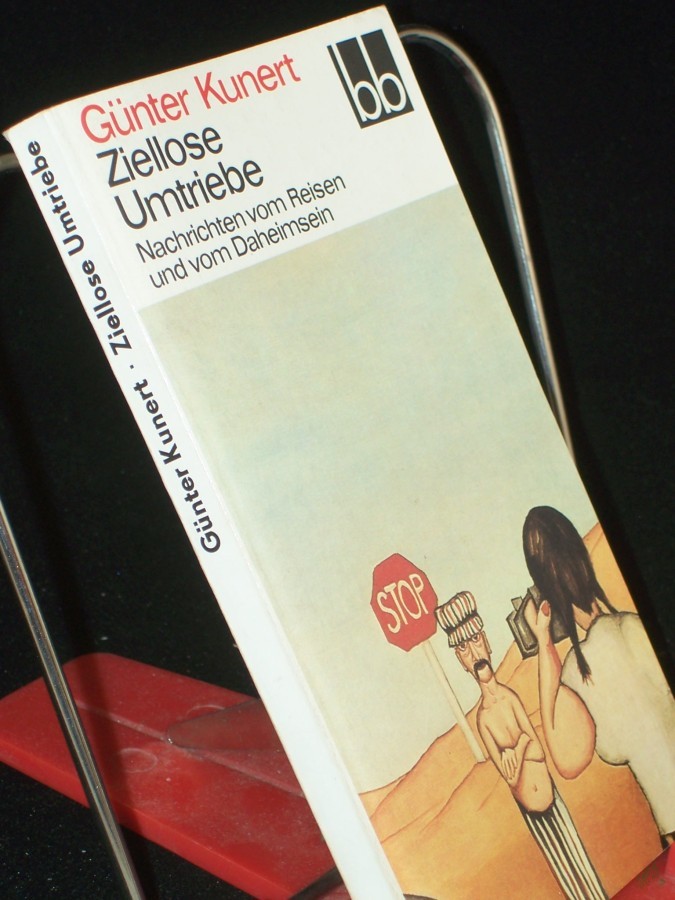 Günter Kunert
Ziellose
Umtriebe
Nachrichten vom Reisen
und vom Daheimsein
bb
Günter Kunert · Ziellose Umtriebe
STOP